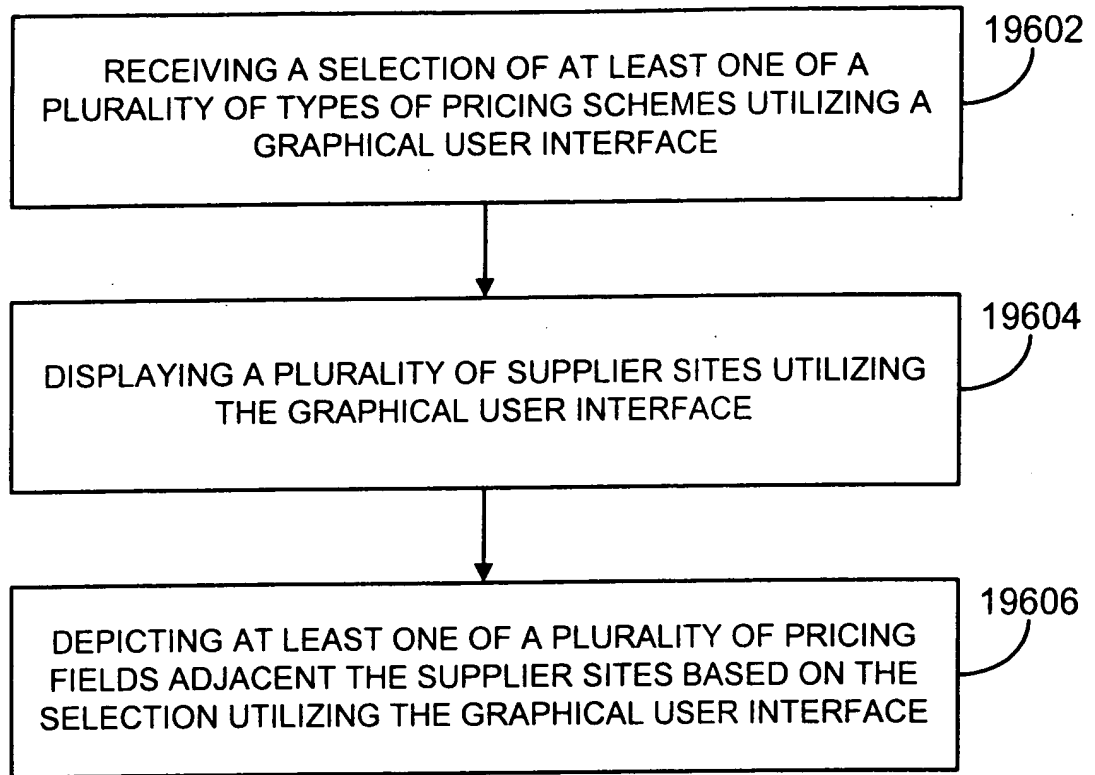 19602
RECEIVING A SELECTION OF AT LEAST ONE OF A
PLURALITY OF TYPES OF PRICING SCHEMES UTILIZING A
GRAPHICAL USER INTERFACE
19604
DISPLAYING A PLURALITY OF SUPPLIER SITES UTILIZING
THE GRAPHICAL USER INTERFACE
19606
DEPICTING AT LEAST ONE OF A PLURALITY OF PRICING
FIELDS ADJACENT THE SUPPLIER SITES BASED ON THE
SELECTION UTILIZING THE GRAPHICAL USER INTERFACE